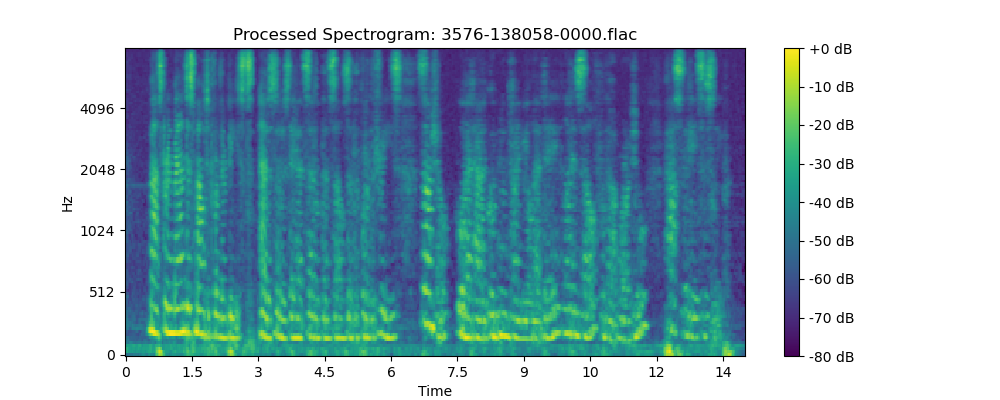 Processed Spectrogram: 3576-138058-0000.flac
Hz
4096
2048
1024
512
0
0 1.5 3 4.5 6 7.5 9 10 12 14
Time
+0 dB
-10 dB
-20 dB
-30 dB
-40 dB
-50 dB
-60 dB
-70 dB
-80 dB